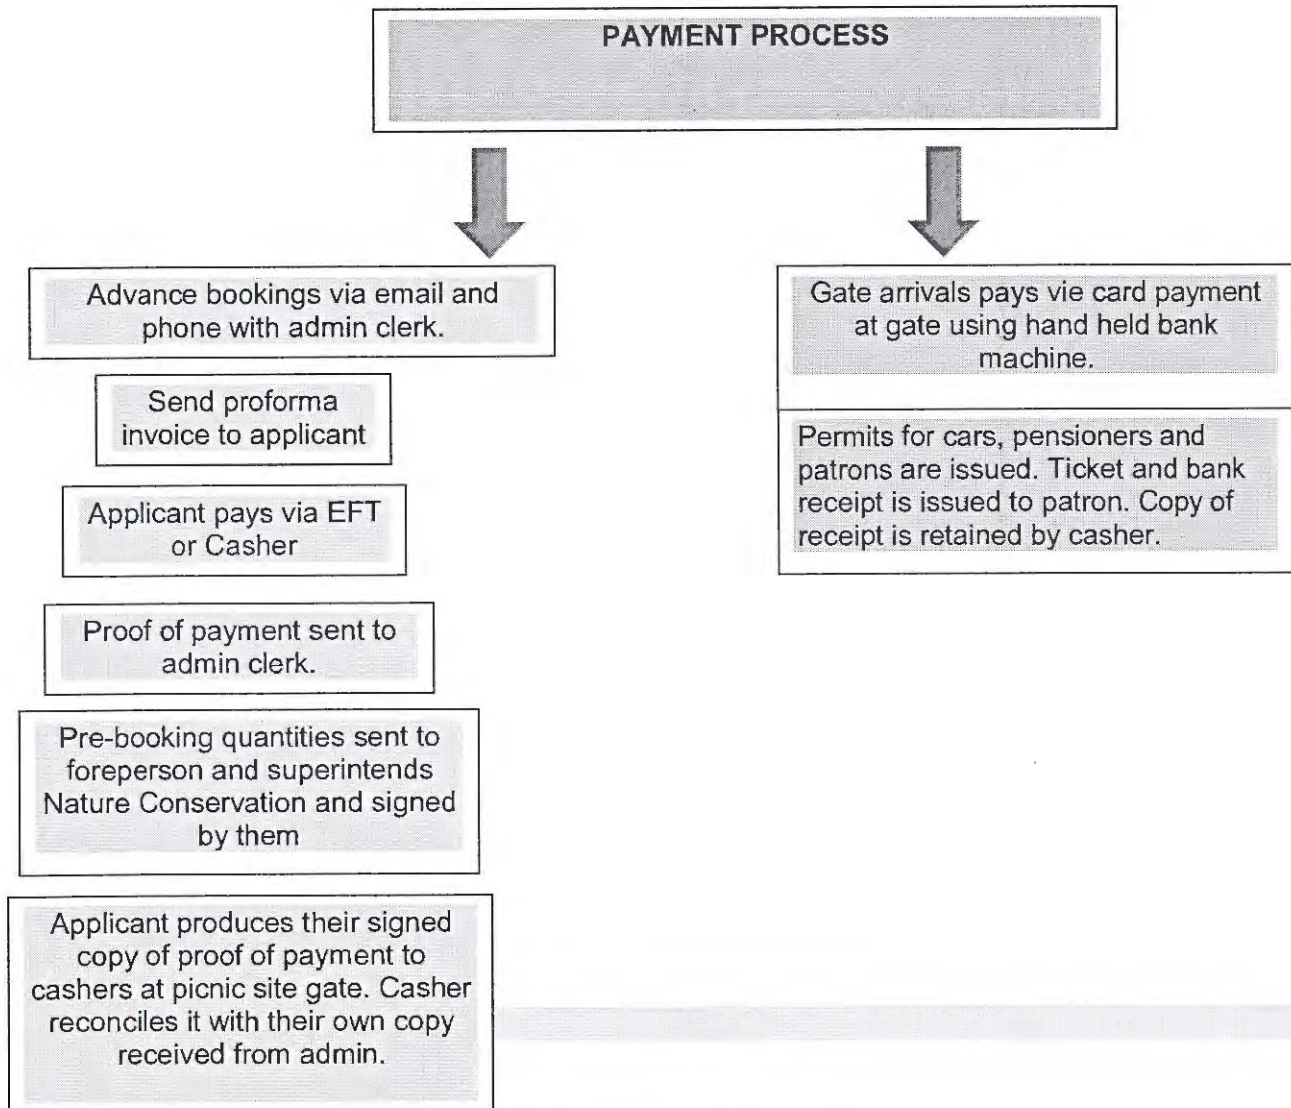 PAYMENT PROCESS
Advance bookings via email and
phone with admin clerk.
Send proforma
invoice to applicant
Applicant pays via EFT
or Casher
Proof of payment sent to
admin clerk.
Pre-booking quantities sent to
foreperson and superintends
Nature Conservation and signed
by them
Applicant produces their signed
copy of proof of payment to
cashers at picnic site gate. Casher
reconciles it with their own copy
received from admin.
Gate arrivals pays vie card payment
at gate using hand held bank
machine.
Permits for cars, pensioners and
patrons are issued. Ticket and bank
receipt is issued to patron. Copy of
receipt is retained by casher.